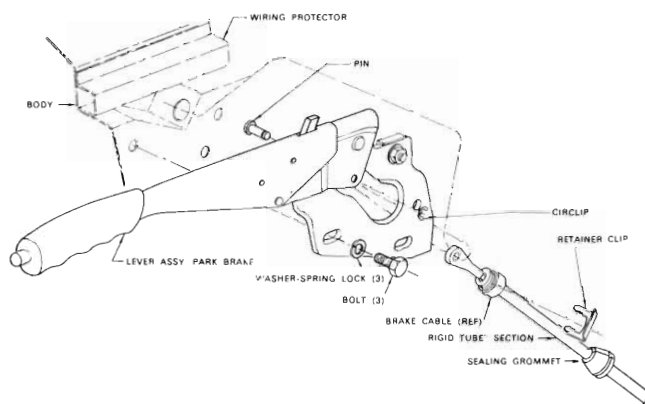 WIRING PROTECTOR
PIN
BODY
CIRCLIP
RETAINER CLIP
LEVER ASSY PARK BRAKE
WASHER-SPRING LOCK (3)
BOLT (3)
BRAKE CABLE (REF)
RIGID TUBE SECTION
SEALING GROMMET